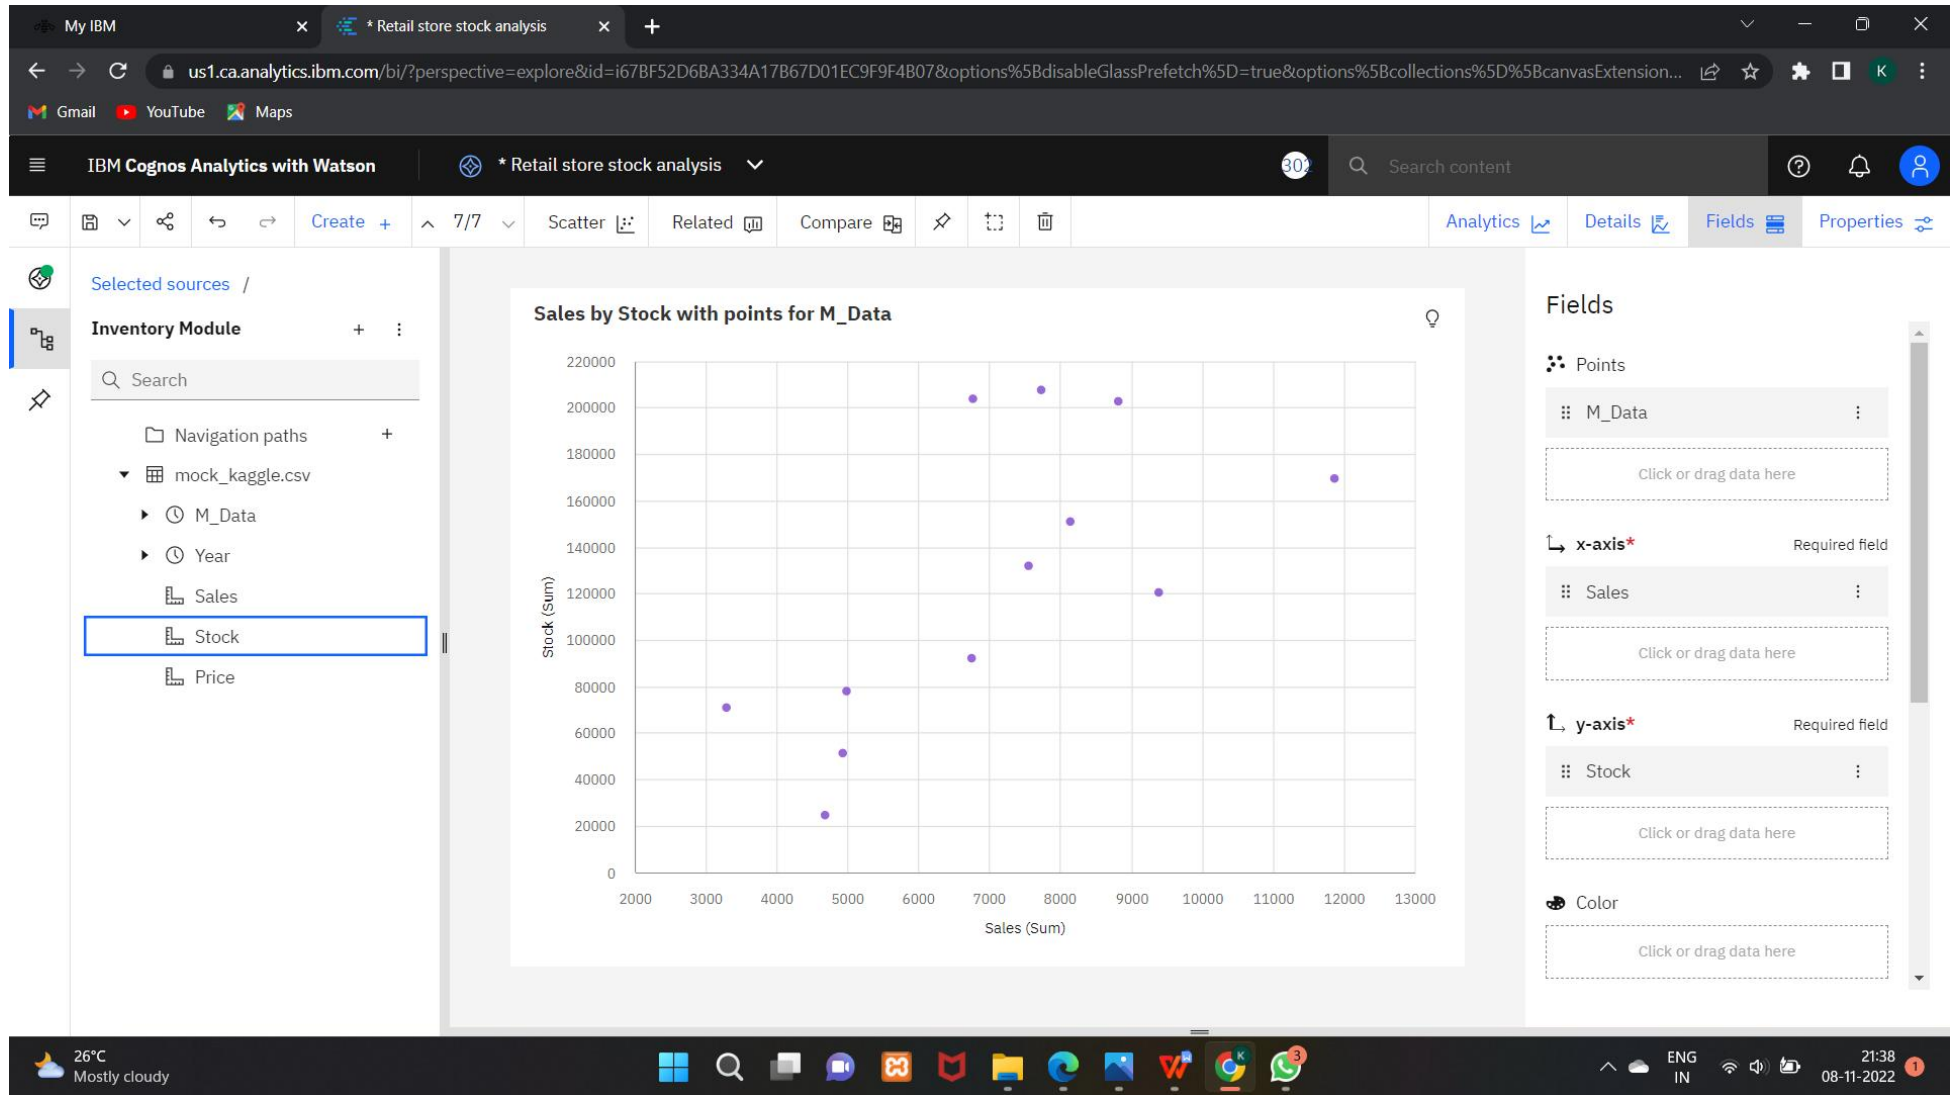 My IBM
* Retail store stock analysis
us1.ca.analytics.ibm.com/bi/?perspective=explore&id=i67BF52D6BA334A17B67D01EC9F9F4B07&options%5BdisableGlassPrefetch%5D=true&options%5Bcollections%5D%5BcanvasExtension...
K
Gmail YouTube Maps
IBM Cognos Analytics with Watson
* Retail store stock analysis
302
Search content
Create + 7/7 Scatter Related Compare
Analytics Details Fields Properties
Selected sources /
Inventory Module
Search
Navigation paths
mock_kaggle.csv
M_Data
Year
Sales
Stock
Price
Sales by Stock with points for M_Data
220000
200000
180000
160000
140000
120000
100000
80000
60000
40000
20000
0
Stock (Sum)
2000 3000 4000 5000 6000 7000 8000 9000 10000 11000 12000 13000
Sales (Sum)
Fields
Points
M_Data
Click or drag data here
x-axis* Required field
Sales
Click or drag data here
y-axis* Required field
Stock
Click or drag data here
Color
Click or drag data here
26°C
Mostly cloudy
K
3
ENG
IN
21:38
08-11-2022
1